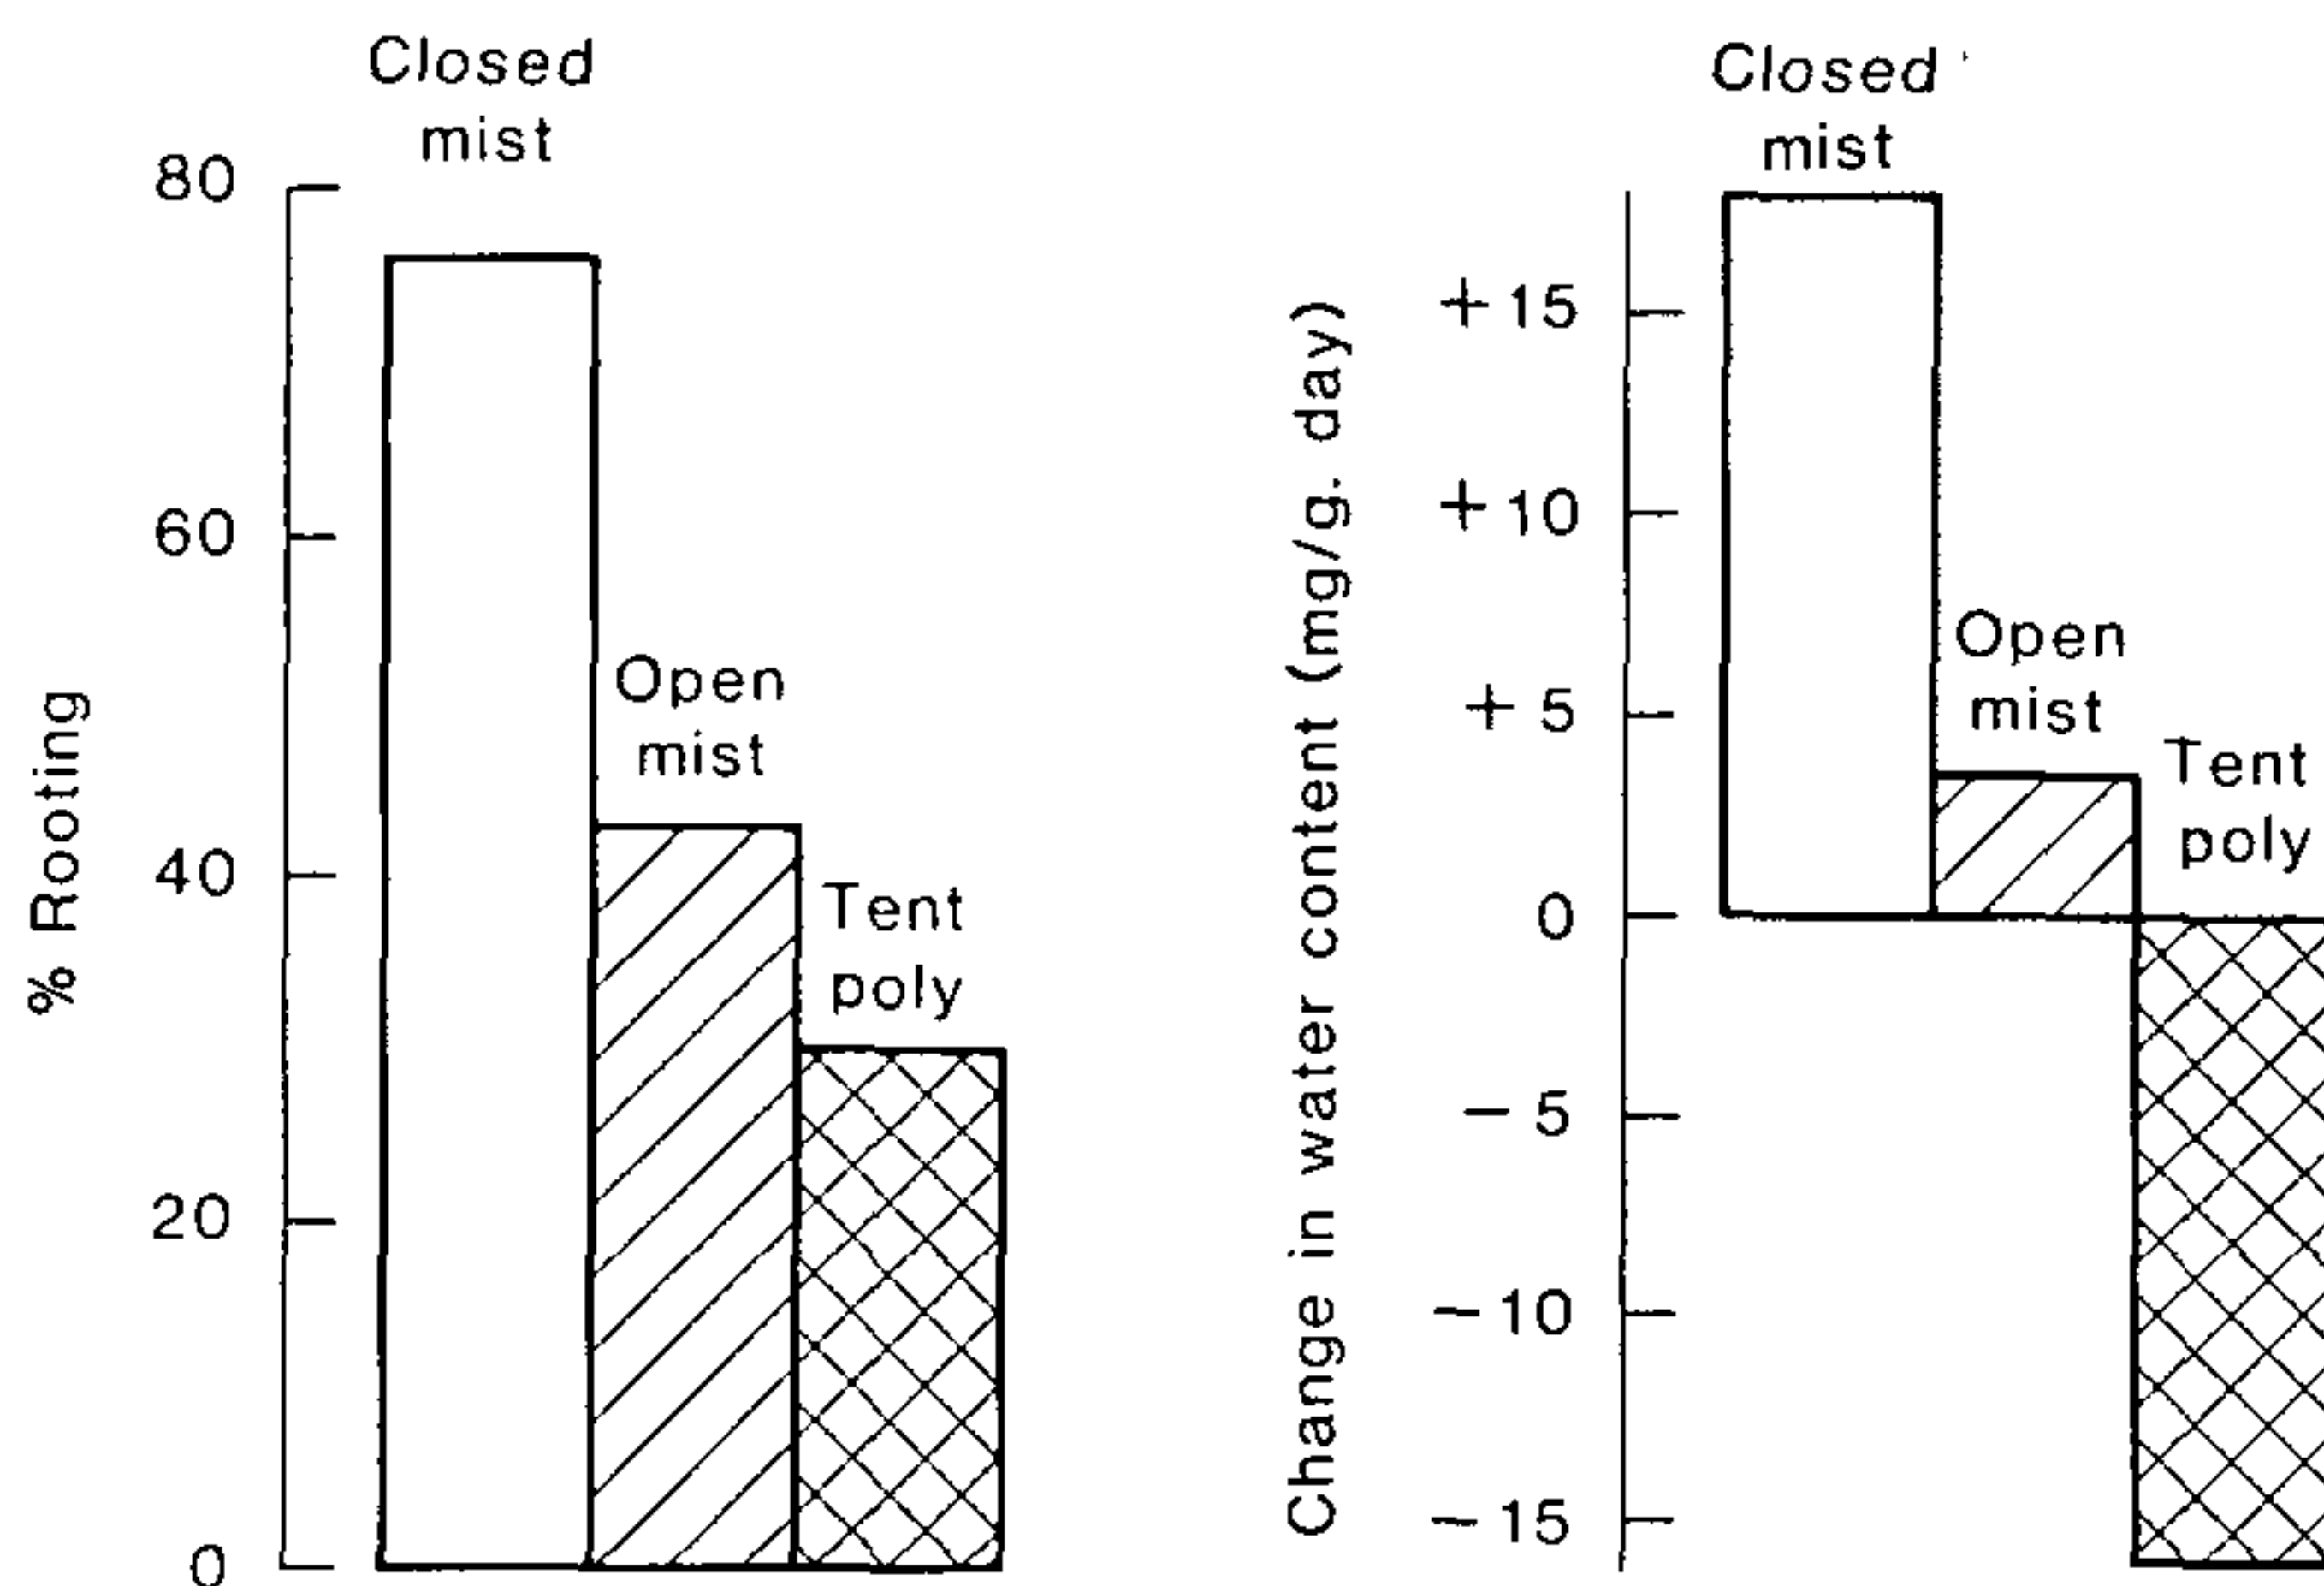 Closed
mist
80
60
40
20
0
% Rooting
Open
mist
Tent
poly
Closed
mist
+15
+10
+ 5
0
- 5
-10
-15
Change in water content (mg/g. day)
Open
mist
Tent
poly